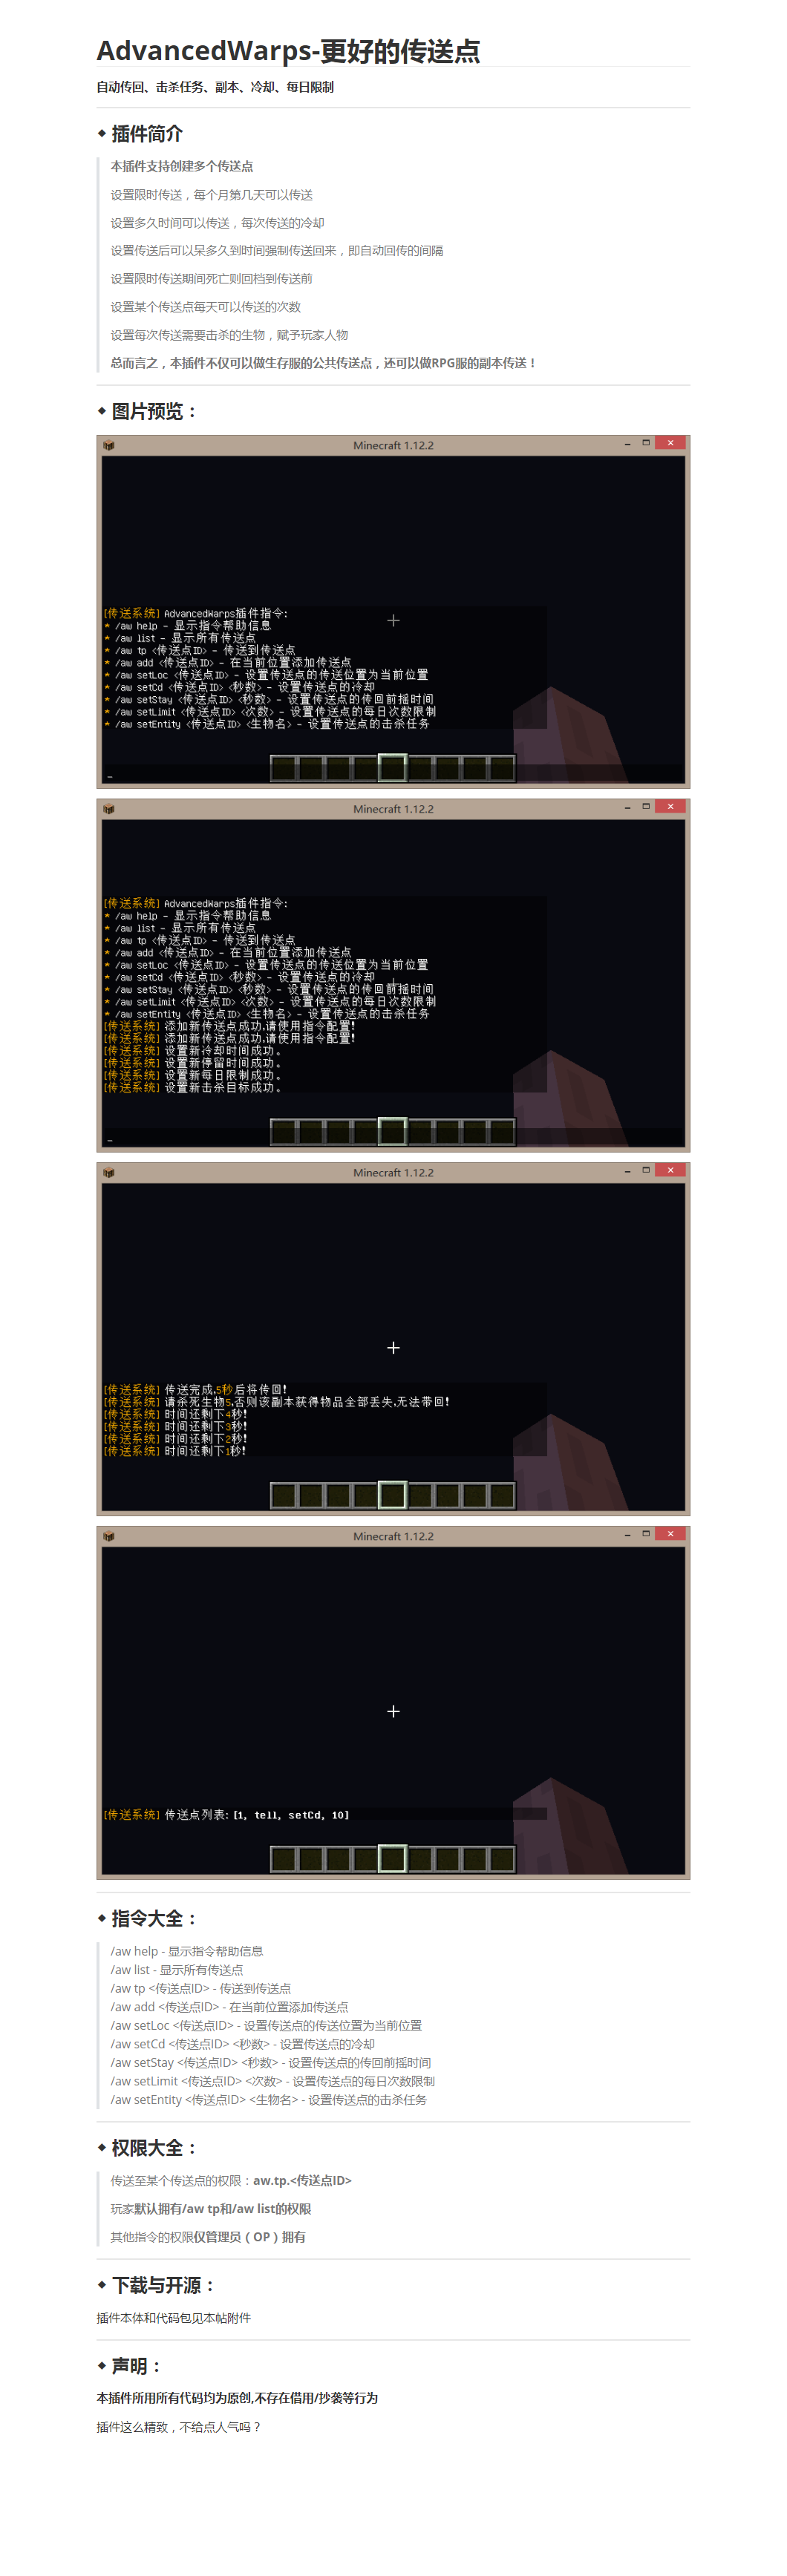 AdvancedWarps-更好的传送点
自动传回、击杀任务、副本、冷却、每日限制
插件简介
本插件支持创建多个传送点
设置限时传送，每个月第几天可以传送
设置多久时间可以传送，每次传送的冷却
设置传送后可以呆多久到时间强制传送回来，即自动回传的间隔
设置限时传送期间死亡则回档到传送前
设置某个传送点每天可以传送的次数
设置每次传送需要击杀的生物，赋予玩家人物
总而言之，本插件不仅可以做生存服的公共传送点，还可以做RPG服的副本传送！
图片预览：
Minecraft 1.12.2
[传送系统] AdvancedWarps插件指令:
* /aw help - 显示指令帮助信息
* /aw list - 显示所有传送点
* /aw tp <传送点ID> - 传送到传送点
* /aw add <传送点ID> - 在当前位置添加传送点
* /aw setLoc <传送点ID> - 设置传送点的传送位置为当前位置
* /aw setCd <传送点ID> <秒数> - 设置传送点的冷却
* /aw setStay <传送点ID> <秒数> - 设置传送点的传回前摇时间
* /aw setLimit <传送点ID> <次数> - 设置传送点的每日次数限制
* /aw setEntity <传送点ID> <生物名> - 设置传送点的击杀任务
_
Minecraft 1.12.2
[传送系统] AdvancedWarps插件指令:
* /aw help - 显示指令帮助信息
* /aw list - 显示所有传送点
* /aw tp <传送点ID> - 传送到传送点
* /aw add <传送点ID> - 在当前位置添加传送点
* /aw setLoc <传送点ID> - 设置传送点的传送位置为当前位置
* /aw setCd <传送点ID> <秒数> - 设置传送点的冷却
* /aw setStay <传送点ID> <秒数> - 设置传送点的传回前摇时间
* /aw setLimit <传送点ID> <次数> - 设置传送点的每日次数限制
* /aw setEntity <传送点ID> <生物名> - 设置传送点的击杀任务
[传送系统] 添加新传送点成功,请使用指令配置!
[传送系统] 添加新传送点成功,请使用指令配置!
[传送系统] 设置新冷却时间成功。
[传送系统] 设置新停留时间成功。
[传送系统] 设置新每日限制成功。
[传送系统] 设置新击杀目标成功。
_
Minecraft 1.12.2
[传送系统] 传送完成,5秒后将传回!
[传送系统] 请杀死生物5,否则该副本获得物品全部丢失,无法带回!
[传送系统] 时间还剩下4秒!
[传送系统] 时间还剩下3秒!
[传送系统] 时间还剩下2秒!
[传送系统] 时间还剩下1秒!
Minecraft 1.12.2
[传送系统] 传送点列表: [1, tell, setCd, 10]
指令大全：
/aw help - 显示指令帮助信息
/aw list - 显示所有传送点
/aw tp <传送点ID> - 传送到传送点
/aw add <传送点ID> - 在当前位置添加传送点
/aw setLoc <传送点ID> - 设置传送点的传送位置为当前位置
/aw setCd <传送点ID> <秒数> - 设置传送点的冷却
/aw setStay <传送点ID> <秒数> - 设置传送点的传回前摇时间
/aw setLimit <传送点ID> <次数> - 设置传送点的每日次数限制
/aw setEntity <传送点ID> <生物名> - 设置传送点的击杀任务
权限大全：
传送至某个传送点的权限：aw.tp.<传送点ID>
玩家默认拥有/aw tp和/aw list的权限
其他指令的权限仅管理员（OP）拥有
下载与开源：
插件本体和代码包见本帖附件
声明：
本插件所用所有代码均为原创,不存在借用/抄袭等行为
插件这么精致，不给点人气吗？